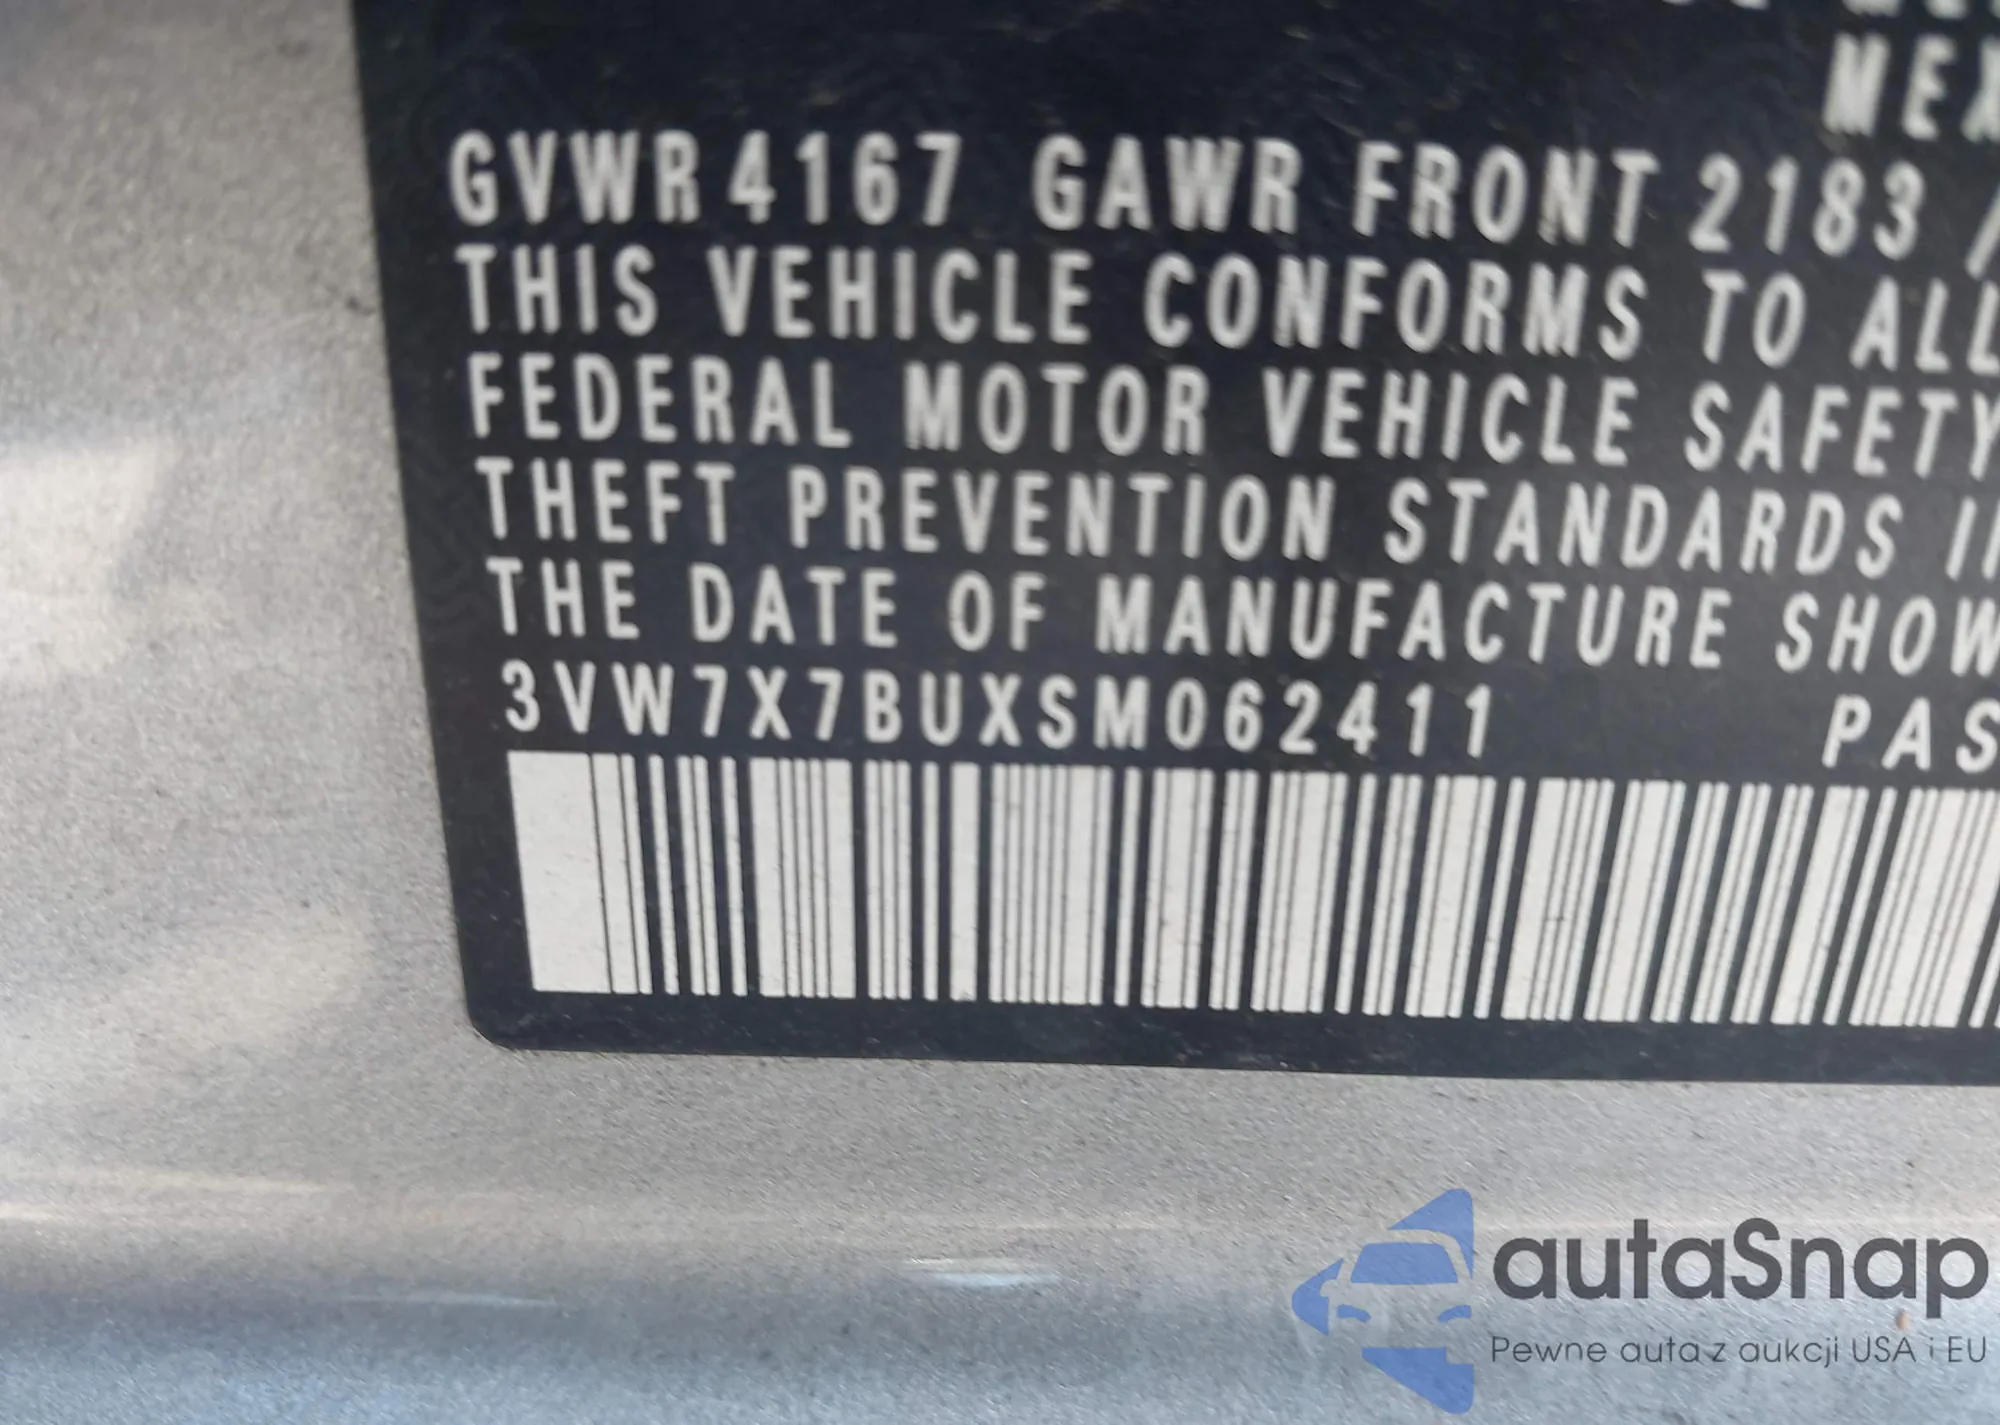 MEX
GVWR 4167 GAWR FRONT 2183 /
THIS VEHICLE CONFORMS TO ALL
FEDERAL MOTOR VEHICLE SAFETY
THEFT PREVENTION STANDARDS I
THE DATE OF MANUFACTURE SHOW
3VW7X7BUXSM062411 PAS
autaSnap
Pewne auta z aukcji USA i EU